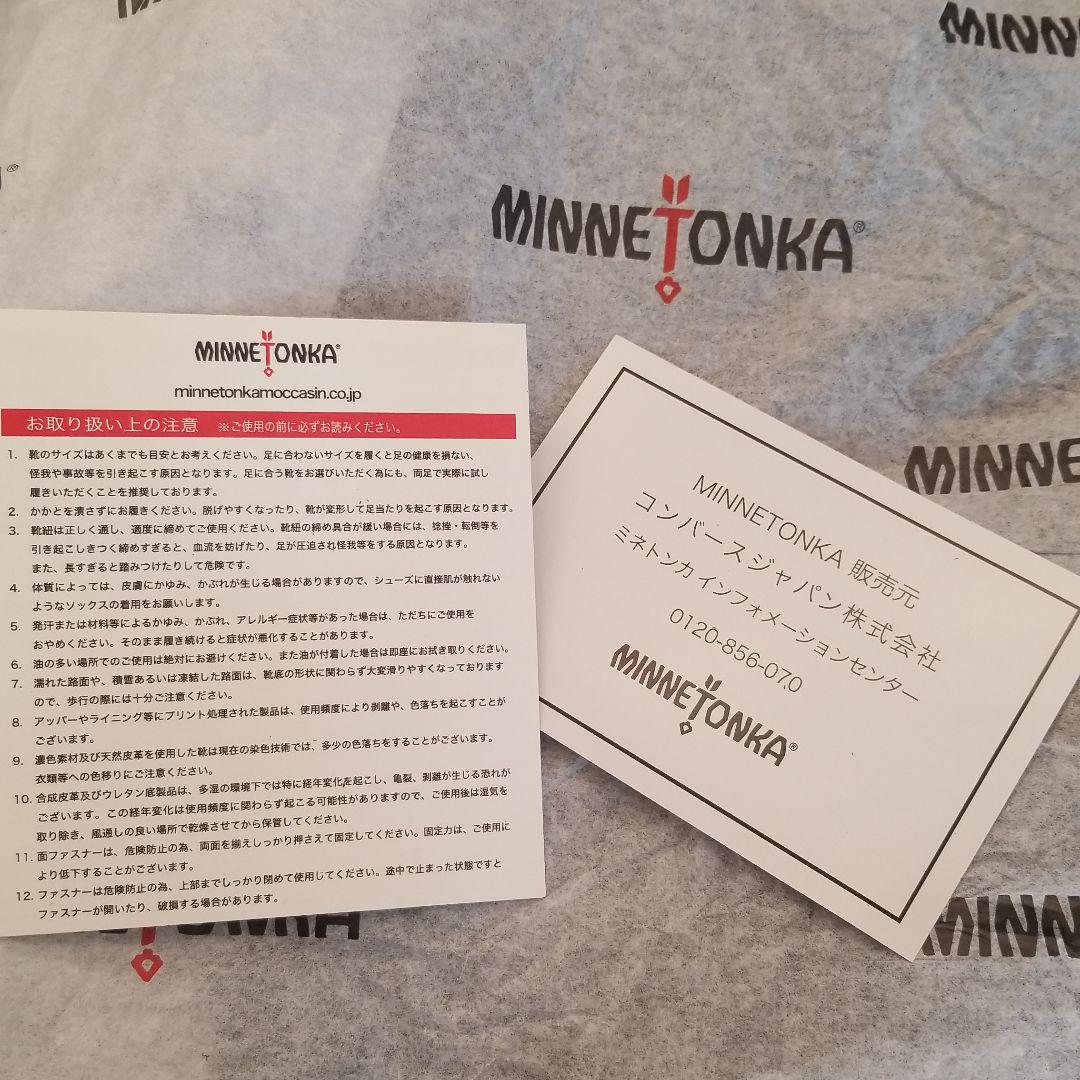 MINNETONKA®
MINN
®
MINNETONKA®
minnetonkamoccasin.co.jp
お取り扱い上の注意 ※ご使用の前に必ずお読みください。
1. 靴のサイズはあくまでも目安とお考えください。足に合わないサイズを履くと足の健康を損ない、
怪我や事故等を引き起こす原因となります。足に合う靴をお選びいただく為にも、両足で実際に試し
履きいただくことを推奨しております。
2. かかとを潰さずにお履きください。脱げやすくなったり、靴が変形して足当たりを起こす原因となります。
3. 靴紐は正しく通し、適度に締めてご使用ください。靴紐の締め具合が緩い場合には、捻挫・転倒等を
引き起こしきつく締めすぎると、血流を妨げたり、足が圧迫され怪我等をする原因となります。
また、長すぎると踏みつけたりして危険です。
4. 体質によっては、皮膚にかゆみ、かぶれが生じる場合がありますので、シューズに直接肌が触れない
ようなソックスの着用をお願いします。
5. 発汗または材料等によるかゆみ、かぶれ、アレルギー症状等があった場合は、ただちにご使用を
おやめください。そのまま履き続けると症状が悪化することがあります。
6. 油の多い場所でのご使用は絶対にお避けください。また油が付着した場合は即座にお拭き取りください。
7. 濡れた路面や、積雪あるいは凍結した路面は、靴底の形状に関わらず大変滑りやすくなっております
ので、歩行の際には十分ご注意ください。
8. アッパーやライニング等にプリント処理された製品は、使用頻度により剥離や、色落ちを起こすことが
ございます。
9. 濃色素材及び天然皮革を使用した靴は現在の染色技術では、多少の色落ちをすることがございます。
衣類等への色移りにご注意ください。
10. 合成皮革及びウレタン底製品は、多湿の環境下では特に経年変化を起こし、亀裂、剥離が生じる恐れが
ございます。この経年変化は使用頻度に関わらず起こる可能性がありますので、ご使用後は湿気を
取り除き、風通しの良い場所で乾燥させてから保管してください。
11. 面ファスナーは、危険防止の為、両面を揃えしっかり押さえて固定してください。固定力は、ご使用に
より低下することがございます。
12. ファスナーは危険防止の為、上部までしっかり閉めて使用してください。途中で止まった状態ですと
ファスナーが開いたり、破損する場合があります。
MINNETONKA 販売元
コンバースジャパン株式会社
ミネトンカ インフォメーションセンター
0120-856-070
MINNETONKA®
MINNE
MINN
TONKA